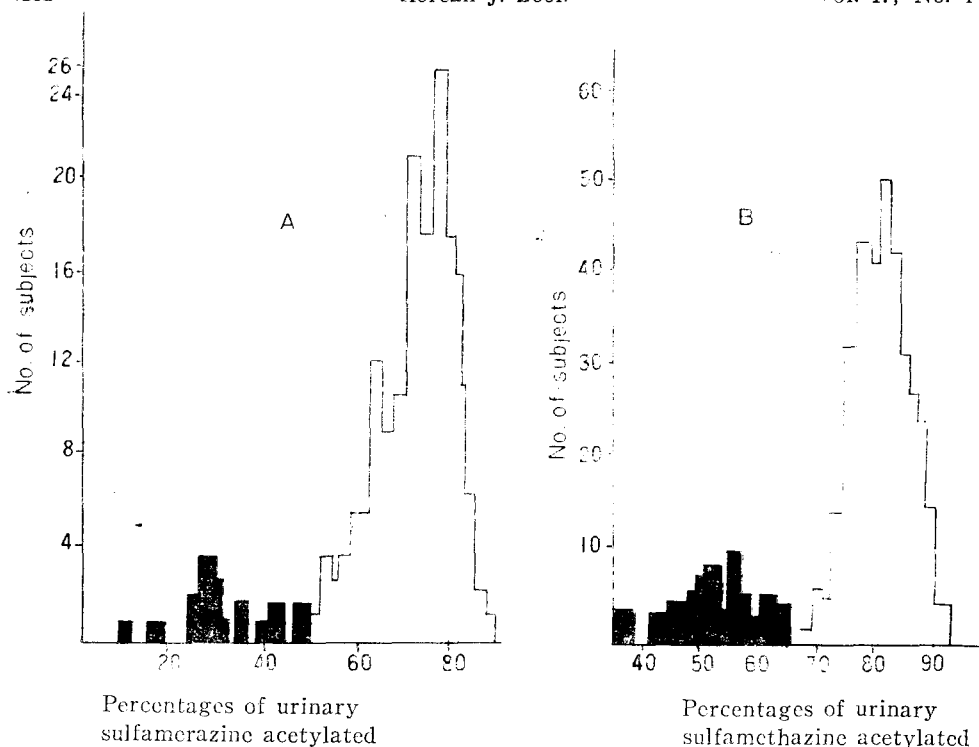 No. of subjects
26
24
20
16
12
8
4
A
20 40 60 80
Percentages of urinary
sulfamerazine acetylated
No. of subjects
60
50
40
30
20
10
B
40 50 60 70 80 90
Percentages of urinary
sulfamethazine acetylated